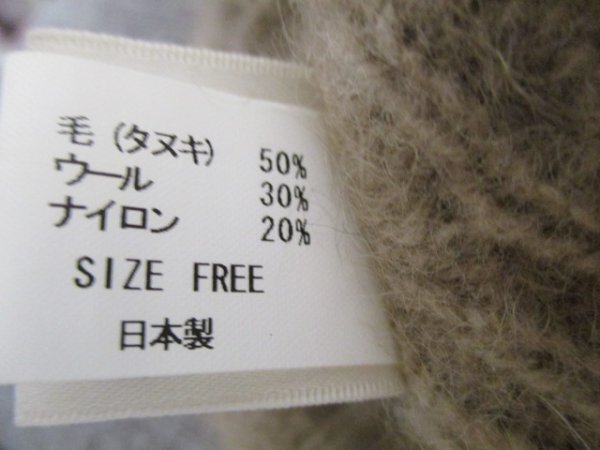 毛 (タヌキ) 50%
ウール 30%
ナイロン 20%
SIZE FREE
日本製